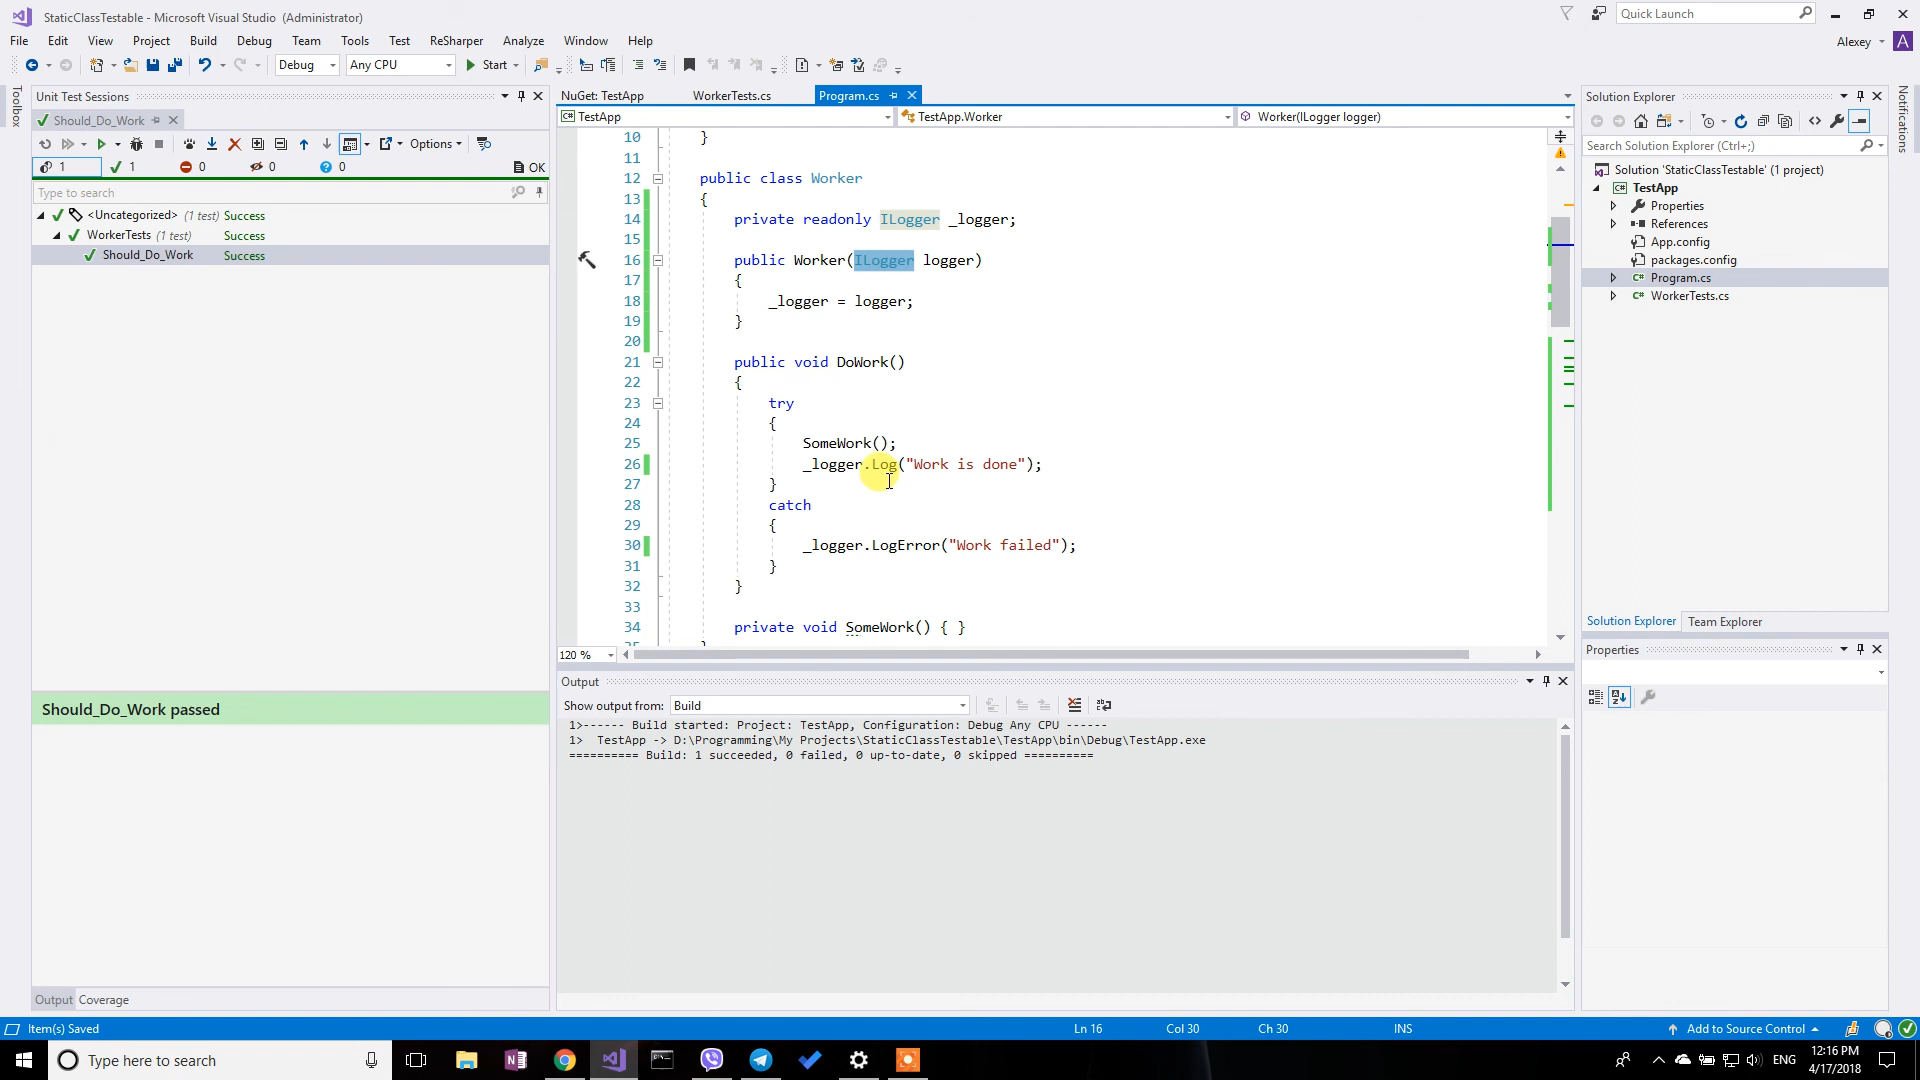 StaticClassTestable - Microsoft Visual Studio (Administrator)
Quick Launch
File Edit View Project Build Debug Team Tools Test ReSharper Analyze Window Help
Alexey A
Debug Any CPU Start
Toolbox
Unit Test Sessions
Should_Do_Work
Options
1 1 0 0 0 OK
Type to search
<Uncategorized> (1 test) Success
WorkerTests (1 test) Success
Should_Do_Work Success
Should_Do_Work passed
Output Coverage
NuGet: TestApp WorkerTests.cs Program.cs
TestApp TestApp.Worker Worker(ILogger logger)
10 }
11
12 public class Worker
13 {
14 private readonly ILogger _logger;
15
16 public Worker(ILogger logger)
17 {
18 _logger = logger;
19 }
20
21 public void DoWork()
22 {
23 try
24 {
25 SomeWork();
26 _logger.Log("Work is done");
27 }
28 catch
29 {
30 _logger.LogError("Work failed");
31 }
32 }
33
34 private void SomeWork() { }
35 }
120 %
Output
Show output from: Build
1>------ Build started: Project: TestApp, Configuration: Debug Any CPU ------
1> TestApp -> D:\Programming\My Projects\StaticClassTestable\TestApp\bin\Debug\TestApp.exe
========== Build: 1 succeeded, 0 failed, 0 up-to-date, 0 skipped ==========
Solution Explorer
Search Solution Explorer (Ctrl+;)
Solution 'StaticClassTestable' (1 project)
C# TestApp
Properties
References
App.config
packages.config
C# Program.cs
C# WorkerTests.cs
Solution Explorer Team Explorer
Properties
Notifications
Item(s) Saved Ln 16 Col 30 Ch 30 INS Add to Source Control
Type here to search
ENG
12:16 PM
4/17/2018